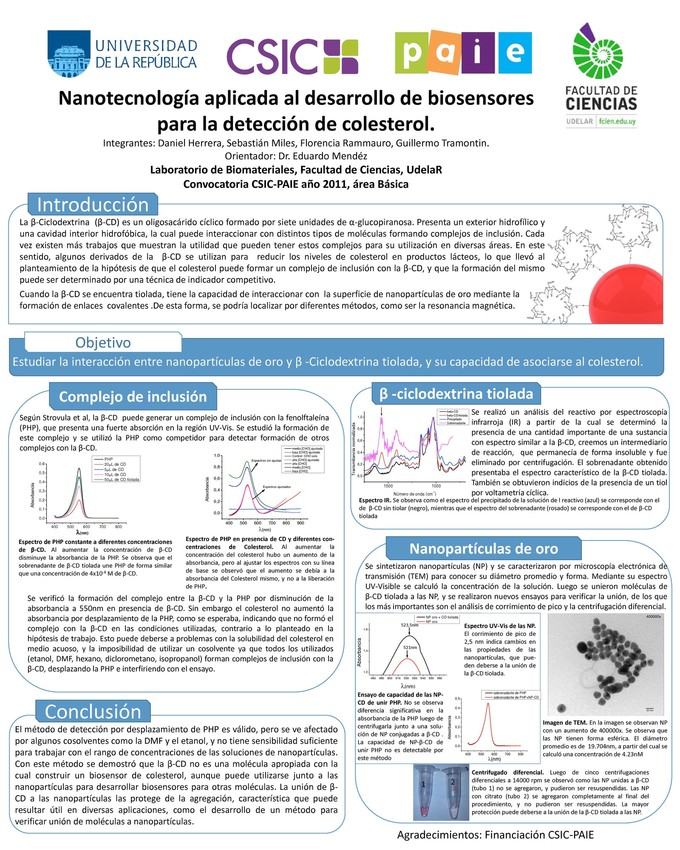 UNIVERSIDAD
DE LA REPÚBLICA
CSIC
paie
FACULTAD DE
CIENCIAS
UDELAR | fcien.edu.uy
Nanotecnología aplicada al desarrollo de biosensores
para la detección de colesterol.
Integrantes: Daniel Herrera, Sebastián Miles, Florencia Rammauro, Guillermo Tramontin.
Orientador: Dr. Eduardo Mendéz
Laboratorio de Biomateriales, Facultad de Ciencias, UdelaR
Convocatoria CSIC-PAIE año 2011, área Básica
Introducción
La β-Ciclodextrina (β-CD) es un oligosacárido cíclico formado por siete unidades de α-glucopiranosa. Presenta un exterior hidrofílico y
una cavidad interior hidrofóbica, la cual puede interaccionar con distintos tipos de moléculas formando complejos de inclusión. Cada
vez existen más trabajos que muestran la utilidad que pueden tener estos complejos para su utilización en diversas áreas. En este
sentido, algunos derivados de la β-CD se utilizan para reducir los niveles de colesterol en productos lácteos, lo que llevó al
planteamiento de la hipótesis de que el colesterol puede formar un complejo de inclusión con la β-CD, y que la formación del mismo
puede ser determinado por una técnica de indicador competitivo.
Cuando la β-CD se encuentra tiolada, tiene la capacidad de interaccionar con la superficie de nanopartículas de oro mediante la
formación de enlaces covalentes .De esta forma, se podría localizar por diferentes métodos, como ser la resonancia magnética.
Objetivo
Estudiar la interacción entre nanopartículas de oro y β -Ciclodextrina tiolada, y su capacidad de asociarse al colesterol.
Complejo de inclusión
Según Strovula et al, la β-CD puede generar un complejo de inclusión con la fenolftaleína
(PHP), que presenta una fuerte absorción en la región UV-Vis. Se estudió la formación de
este complejo y se utilizó la PHP como competidor para detectar formación de otros
complejos con la β-CD.
PHP
Absorbancia
λ(nm)
Espectros sin ajustar
Espectros ajustados
Absorbancia
λ(nm)
Espectro de PHP constante a diferentes concentraciones
de β-CD. Al aumentar la concentración de β-CD
disminuye la absorbancia de la PHP. Se observa que el
sobrenadante de β-CD tiolada une PHP de forma similar
que una concentración de 4x10⁻⁸ M de β-CD.
Espectro de PHP en presencia de CD y diferentes con-
centraciones de Colesterol. Al aumentar la
concentración del colesterol hubo un aumento de la
absorbancia, pero al ajustar los espectros con su línea
de base se observó que el aumento se debía a la
absorbancia del Colesterol mismo, y no a la liberación
de PHP.
Se verificó la formación del complejo entre la β-CD y la PHP por disminución de la
absorbancia a 550nm en presencia de β-CD. Sin embargo el colesterol no aumentó la
absorbancia por desplazamiento de la PHP, como se esperaba, indicando que no formó el
complejo con la β-CD en las condiciones utilizadas, contrario a lo planteado en la
hipótesis de trabajo. Esto puede deberse a problemas con la solubilidad del colesterol en
medio acuoso, y la imposibilidad de utilizar un cosolvente ya que todos los utilizados
(etanol, DMF, hexano, diclorometano, isopropanol) forman complejos de inclusión con la
β-CD, desplazando la PHP e interfiriendo con el ensayo.
Conclusión
El método de detección por desplazamiento de PHP es válido, pero se ve afectado
por algunos cosolventes como la DMF y el etanol, y no tiene sensibilidad suficiente
para trabajar con el rango de concentraciones de las soluciones de nanopartículas.
Con este método se demostró que la β-CD no es una molécula apropiada con la
cual construir un biosensor de colesterol, aunque puede utilizarse junto a las
nanopartículas para desarrollar biosensores para otras moléculas. La unión de β-
CD a las nanopartículas las protege de la agregación, característica que puede
resultar útil en diversas aplicaciones, como el desarrollo de un método para
verificar unión de moléculas a nanopartículas.
β -ciclodextrina tiolada
Número de onda (cm⁻¹)
Se realizó un análisis del reactivo por espectroscopía
infrarroja (IR) a partir de la cual se determinó la
presencia de una cantidad importante de una sustancia
con espectro similar a la β-CD, creemos un intermediario
de reacción, que permanecía de forma insoluble y fue
eliminado por centrifugación. El sobrenadante obtenido
presentaba el espectro característico de la β-CD tiolada.
También se obtuvieron indicios de la presencia de un tiol
por voltametría cíclica.
Espectro IR. Se observa como el espectro del precipitado de la solución de l reactivo (azul) se corresponde con el
de β-CD sin tiolar (negro), mientras que el espectro del sobrenadante (rosado) se corresponde con el de β-CD
tiolada
Nanopartículas de oro
Se sintetizaron nanopartículas (NP) y se caracterizaron por microscopía electrónica de
transmisión (TEM) para conocer su diámetro promedio y forma. Mediante su espectro
UV-Visible se calculó la concentración de la solución. Luego se unieron moléculas de
β-CD tiolada a las NP, y se realizaron nuevos ensayos para verificar la unión, de los que
los más importantes son el análisis de corrimiento de pico y la centrifugación diferencial.
NP oro + CD tiolada
NP oro
523.5nm
521nm
Absorbancia
λ(nm)
Espectro UV-Vis de las NP.
El corrimiento de pico de
2,5 nm indica cambios en
las propiedades de las
nanopartículas, que pue-
den deberse a la unión de
la β-CD tiolada.
400000x
Ensayo de capacidad de las NP-
CD de unir PHP. No se observa
diferencia significativa en la
absorbancia de la PHP luego de
centrifugarla junto a una solu-
ción de NP conjugadas a β-CD .
La capacidad de NP-β-CD de
unir PHP no es detectable por
este método
sobrenadante de PHP
sobrenadante de PHP+NP-CD
Absorbancia
λ(nm)
Imagen de TEM. En la imagen se observan NP
con un aumento de 400000x. Se observa que
las NP tienen forma esférica. El diámetro
promedio es de 19.704nm, a partir del cual se
calculó una concentración de 4.23nM
1
2
Centrifugado diferencial. Luego de cinco centrifugaciones
diferenciales a 14000 rpm se observó como las NP unidas a β-CD
(tubo 1) no se agregaron, y pudieron ser resuspendidas. Las NP
con citrato (tubo 2) se agregaron completamente al final del
procedimiento, y no pudieron ser resuspendidas. La mayor
protección puede deberse a la unión de la β-CD tiolada a las NP.
Agradecimientos: Financiación CSIC-PAIE